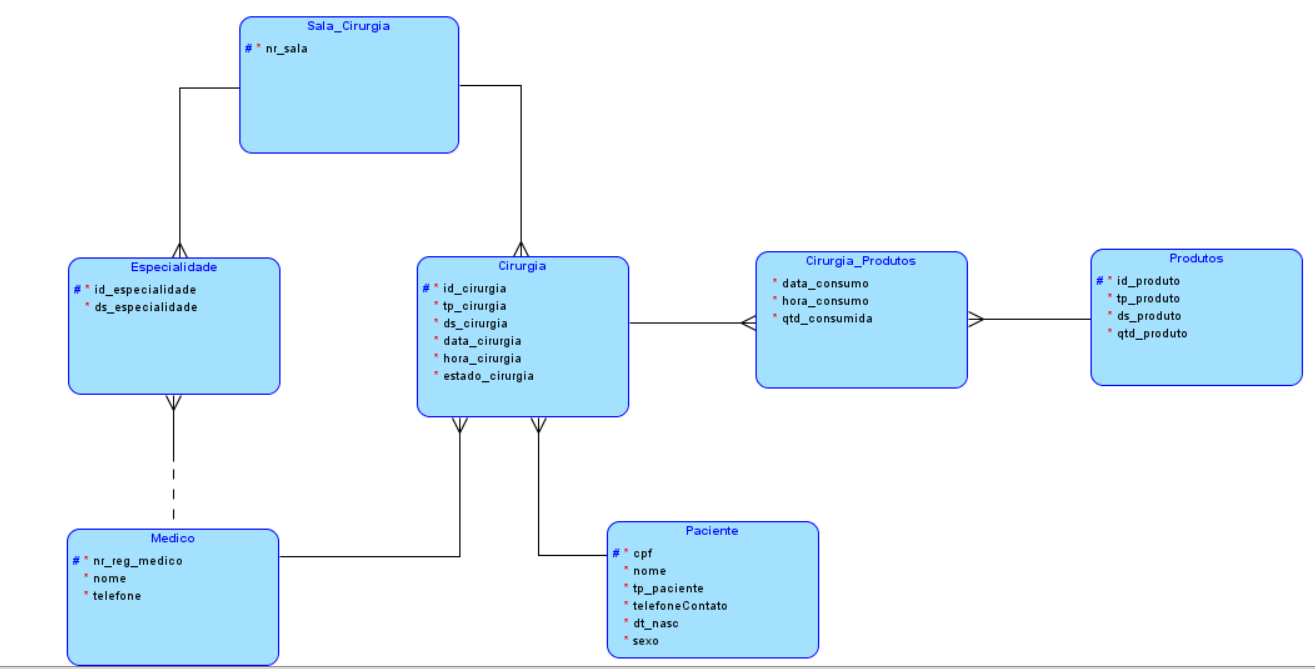 Sala_Cirurgia
# * nr_sala
Especialidade
# * id_especialidade
* ds_especialidade
Cirurgia
# * id_cirurgia
* tp_cirurgia
* ds_cirurgia
* data_cirurgia
* hora_cirurgia
* estado_cirurgia
Cirurgia_Produtos
* data_consumo
* hora_consumo
* qtd_consumida
Produtos
# * id_produto
* tp_produto
* ds_produto
* qtd_produto
Medico
# * nr_reg_medico
* nome
* telefone
Paciente
# * cpf
* nome
* tp_paciente
* telefoneContato
* dt_nasc
* sexo